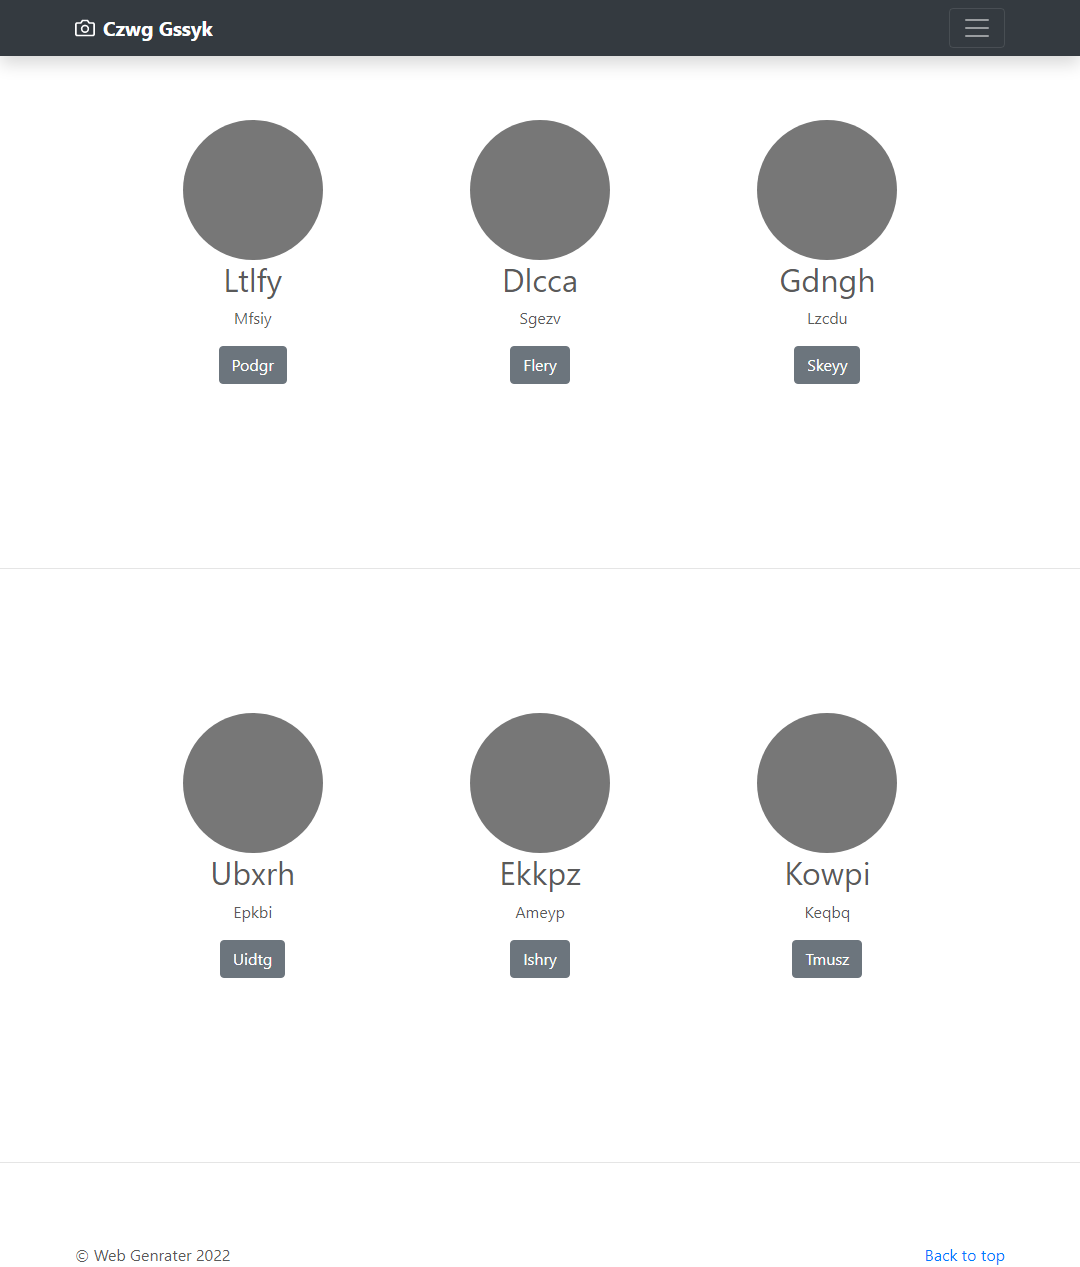 Czwg Gssyk
Ltlfy
Mfsiy
Podgr
Dlcca
Sgezv
Flery
Gdngh
Lzcdu
Skeyy
Ubxrh
Epkbi
Uidtg
Ekkpz
Ameyp
Ishry
Kowpi
Keqbq
Tmusz
© Web Genrater 2022
Back to top